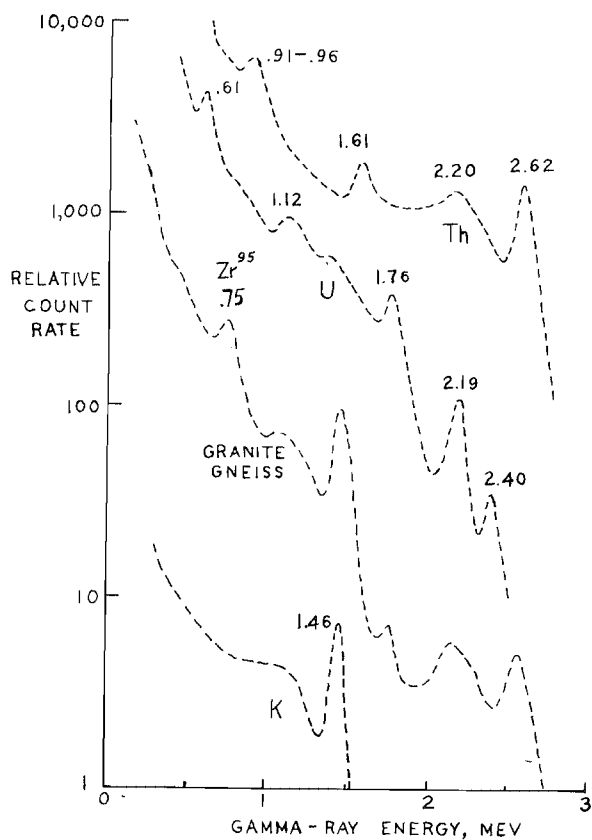 10,000
1,000
100
10
1
RELATIVE
COUNT
RATE
.91-.96
.61
1.61
2.20
2.62
Th
1.12
U
1.76
2.19
2.40
Zr⁹⁵
.75
GRANITE
GNEISS
1.46
K
0
1
2
3
GAMMA-RAY ENERGY, MEV